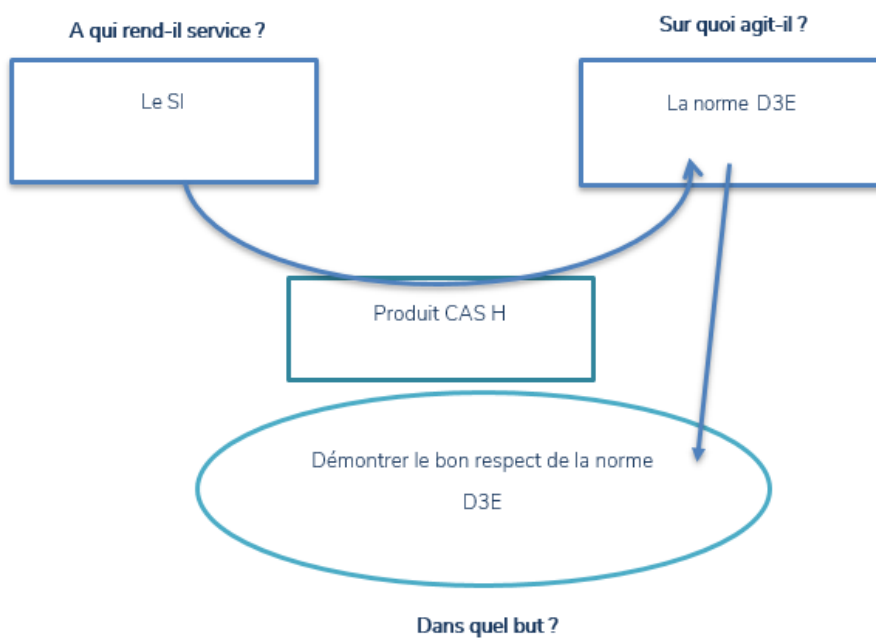 A qui rend-il service ?
Sur quoi agit-il ?
Le SI
La norme D3E
Produit CAS H
Démontrer le bon respect de la norme
D3E
Dans quel but ?